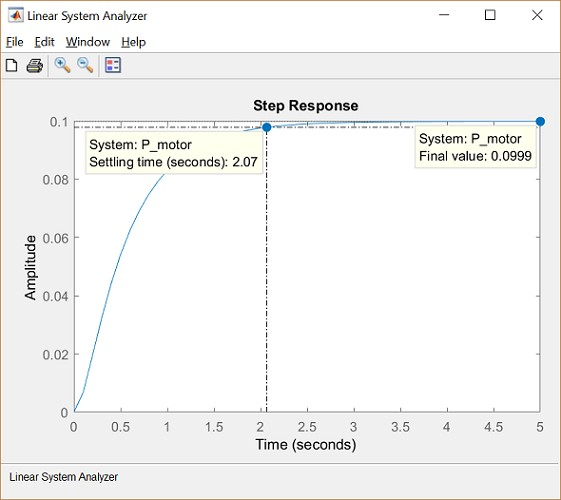 Linear System Analyzer
File Edit Window Help
Step Response
0.1
0.08
0.06
0.04
0.02
0
Amplitude
System: P_motor
Settling time (seconds): 2.07
System: P_motor
Final value: 0.0999
0 0.5 1 1.5 2 2.5 3 3.5 4 4.5 5
Time (seconds)
Linear System Analyzer